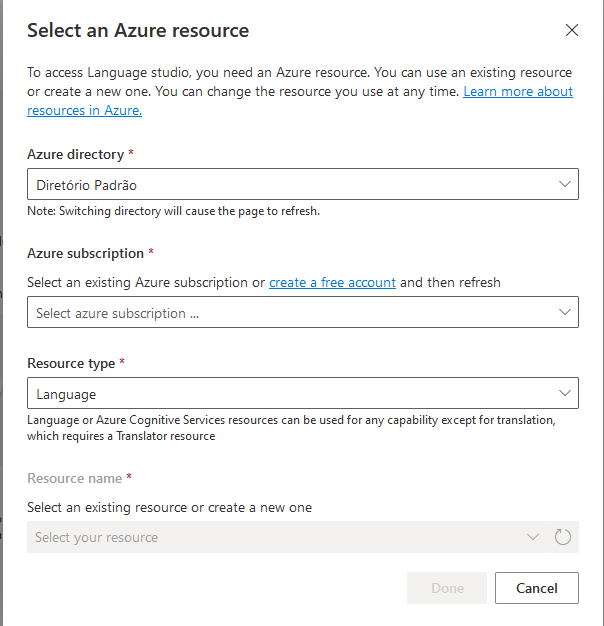 Select an Azure resource
To access Language studio, you need an Azure resource. You can use an existing resource
or create a new one. You can change the resource you use at any time. Learn more about
resources in Azure.
Azure directory *
Diretório Padrão
Note: Switching directory will cause the page to refresh.
Azure subscription *
Select an existing Azure subscription or create a free account and then refresh
Select azure subscription ...
Resource type *
Language
Language or Azure Cognitive Services resources can be used for any capability except for translation,
which requires a Translator resource
Resource name *
Select an existing resource or create a new one
Select your resource
Done
Cancel